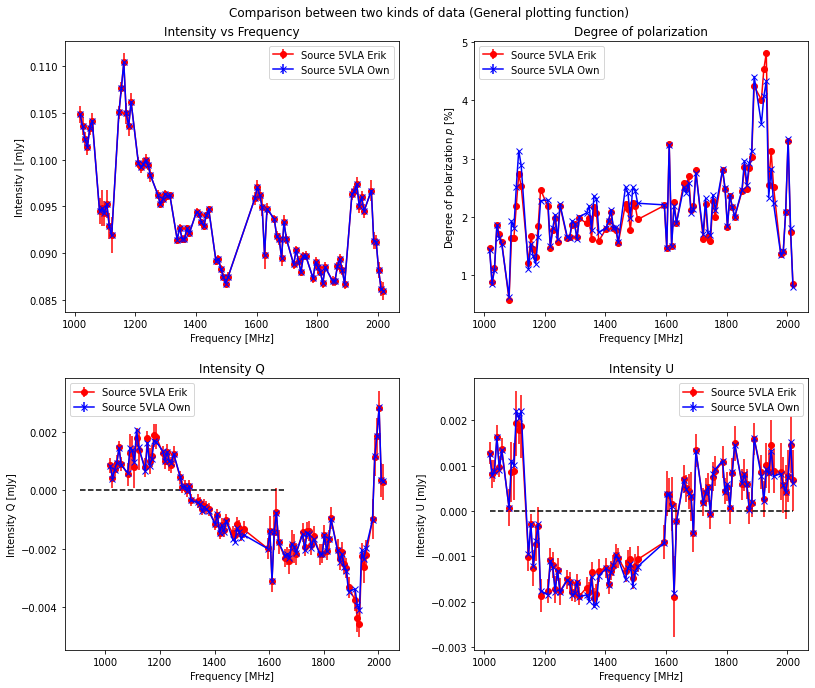 Comparison between two kinds of data (General plotting function)
Intensity vs Frequency
Source 5VLA Erik
Source 5VLA Own
0.110
0.105
0.100
0.095
0.090
0.085
Intensity I [mJy]
1000 1200 1400 1600 1800 2000
Frequency [MHz]
Degree of polarization
Source 5VLA Erik
Source 5VLA Own
5
4
3
2
1
Degree of polarization p [%]
1000 1200 1400 1600 1800 2000
Frequency [MHz]
Intensity Q
Source 5VLA Erik
Source 5VLA Own
0.002
0.000
−0.002
−0.004
Intensity Q [mJy]
1000 1200 1400 1600 1800 2000
Frequency [MHz]
Intensity U
Source 5VLA Erik
Source 5VLA Own
0.002
0.001
0.000
−0.001
−0.002
−0.003
Intensity U [mJy]
1000 1200 1400 1600 1800 2000
Frequency [MHz]